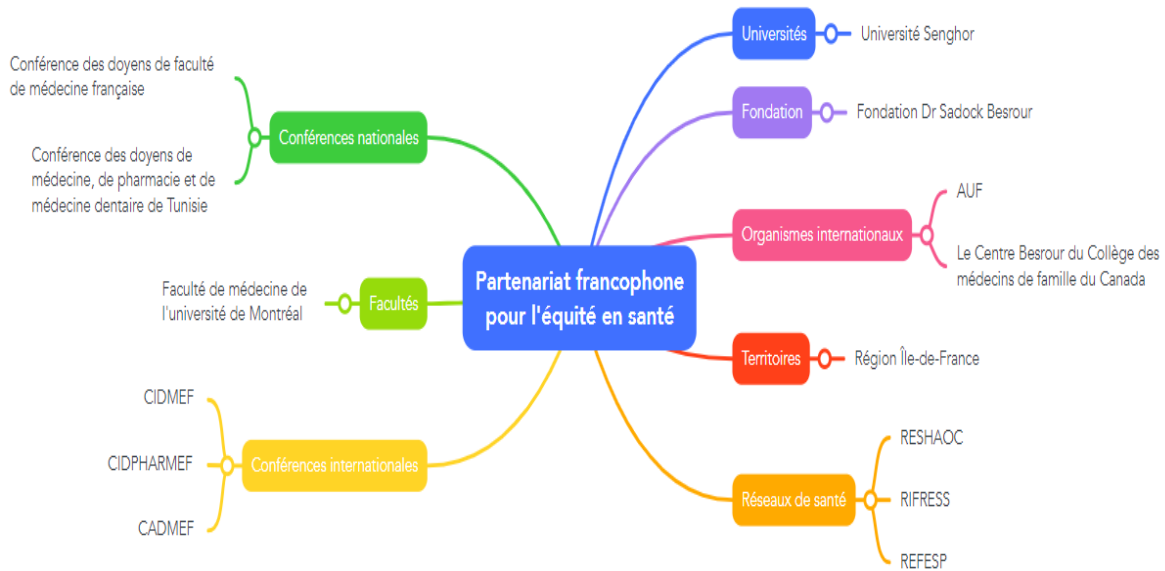 Partenariat francophone
pour l'équité en santé
Conférences nationales
Conférence des doyens de faculté
de médecine française
Conférence des doyens de
médecine, de pharmacie et de
médecine dentaire de Tunisie
Facultés
Faculté de médecine de
l'université de Montréal
Conférences internationales
CIDMEF
CIDPHARMEF
CADMEF
Universités
Université Senghor
Fondation
Fondation Dr Sadock Besrour
Organismes internationaux
AUF
Le Centre Besrour du Collège des
médecins de famille du Canada
Territoires
Région Île-de-France
Réseaux de santé
RESHAOC
RIFRESS
REFESP